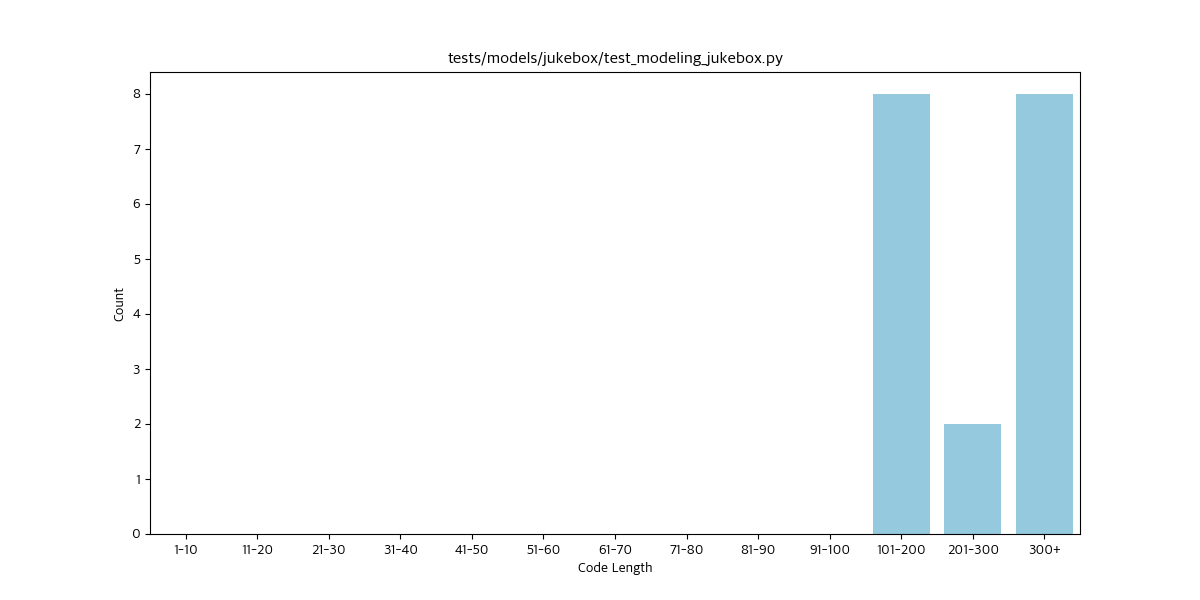 tests/models/jukebox/test_modeling_jukebox.py
Count
8
7
6
5
4
3
2
1
0
1-10 11-20 21-30 31-40 41-50 51-60 61-70 71-80 81-90 91-100 101-200 201-300 300+
Code Length